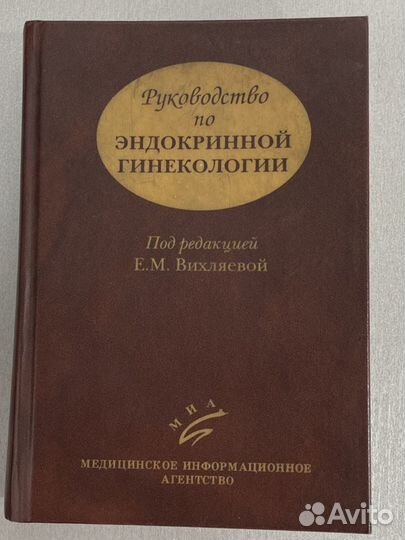 Руководство
по
ЭНДОКРИННОЙ
ГИНЕКОЛОГИИ
Под редакцией
Е.М. Вихляевой
МИА
МЕДИЦИНСКОЕ ИНФОРМАЦИОННОЕ
АГЕНТСТВО
Avito